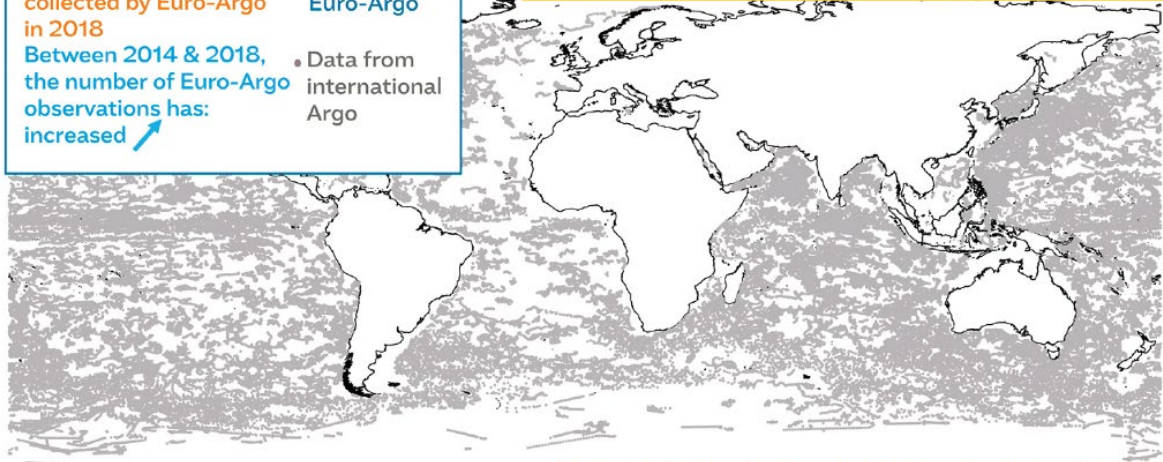 collected by Euro-Argo
in 2018
Between 2014 & 2018,
the number of Euro-Argo
observations has:
increased
Euro-Argo
Data from
international
Argo